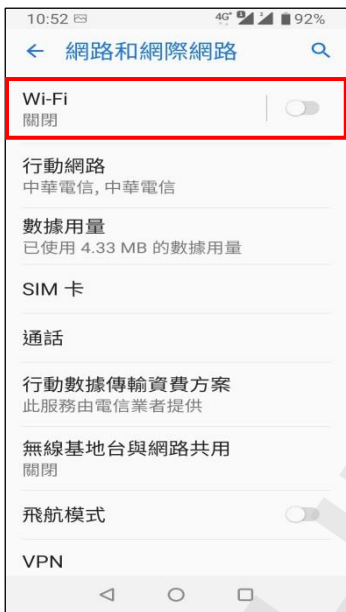 10:52 4G+ 92%
網路和網際網路
Wi-Fi
關閉
行動網路
中華電信, 中華電信
數據用量
已使用 4.33 MB 的數據用量
SIM 卡
通話
行動數據傳輸資費方案
此服務由電信業者提供
無線基地台與網路共用
關閉
飛航模式
VPN